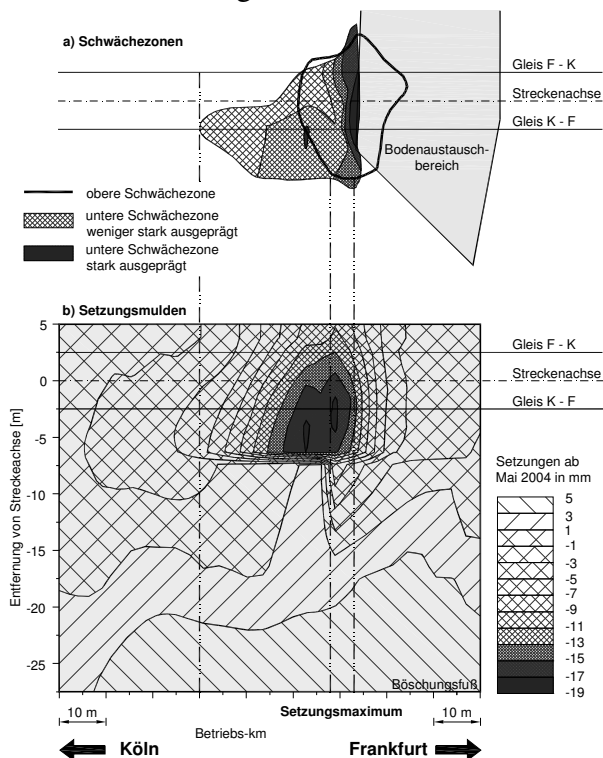 a) Schwächezonen
Gleis F - K
Streckenachse
Gleis K - F
Bodenaustausch-
bereich
obere Schwächezone
untere Schwächezone
weniger stark ausgeprägt
untere Schwächezone
stark ausgeprägt
b) Setzungsmulden
5
0
-5
-10
-15
-20
-25
Entfernung von Streckeachse [m]
Gleis F - K
Streckenachse
Gleis K - F
Setzungen ab
Mai 2004 in mm
5
3
1
-1
-3
-5
-7
-9
-11
-13
-15
-17
-19
Böschungsfuß
10 m
Setzungsmaximum
10 m
Betriebs-km
Köln
Frankfurt